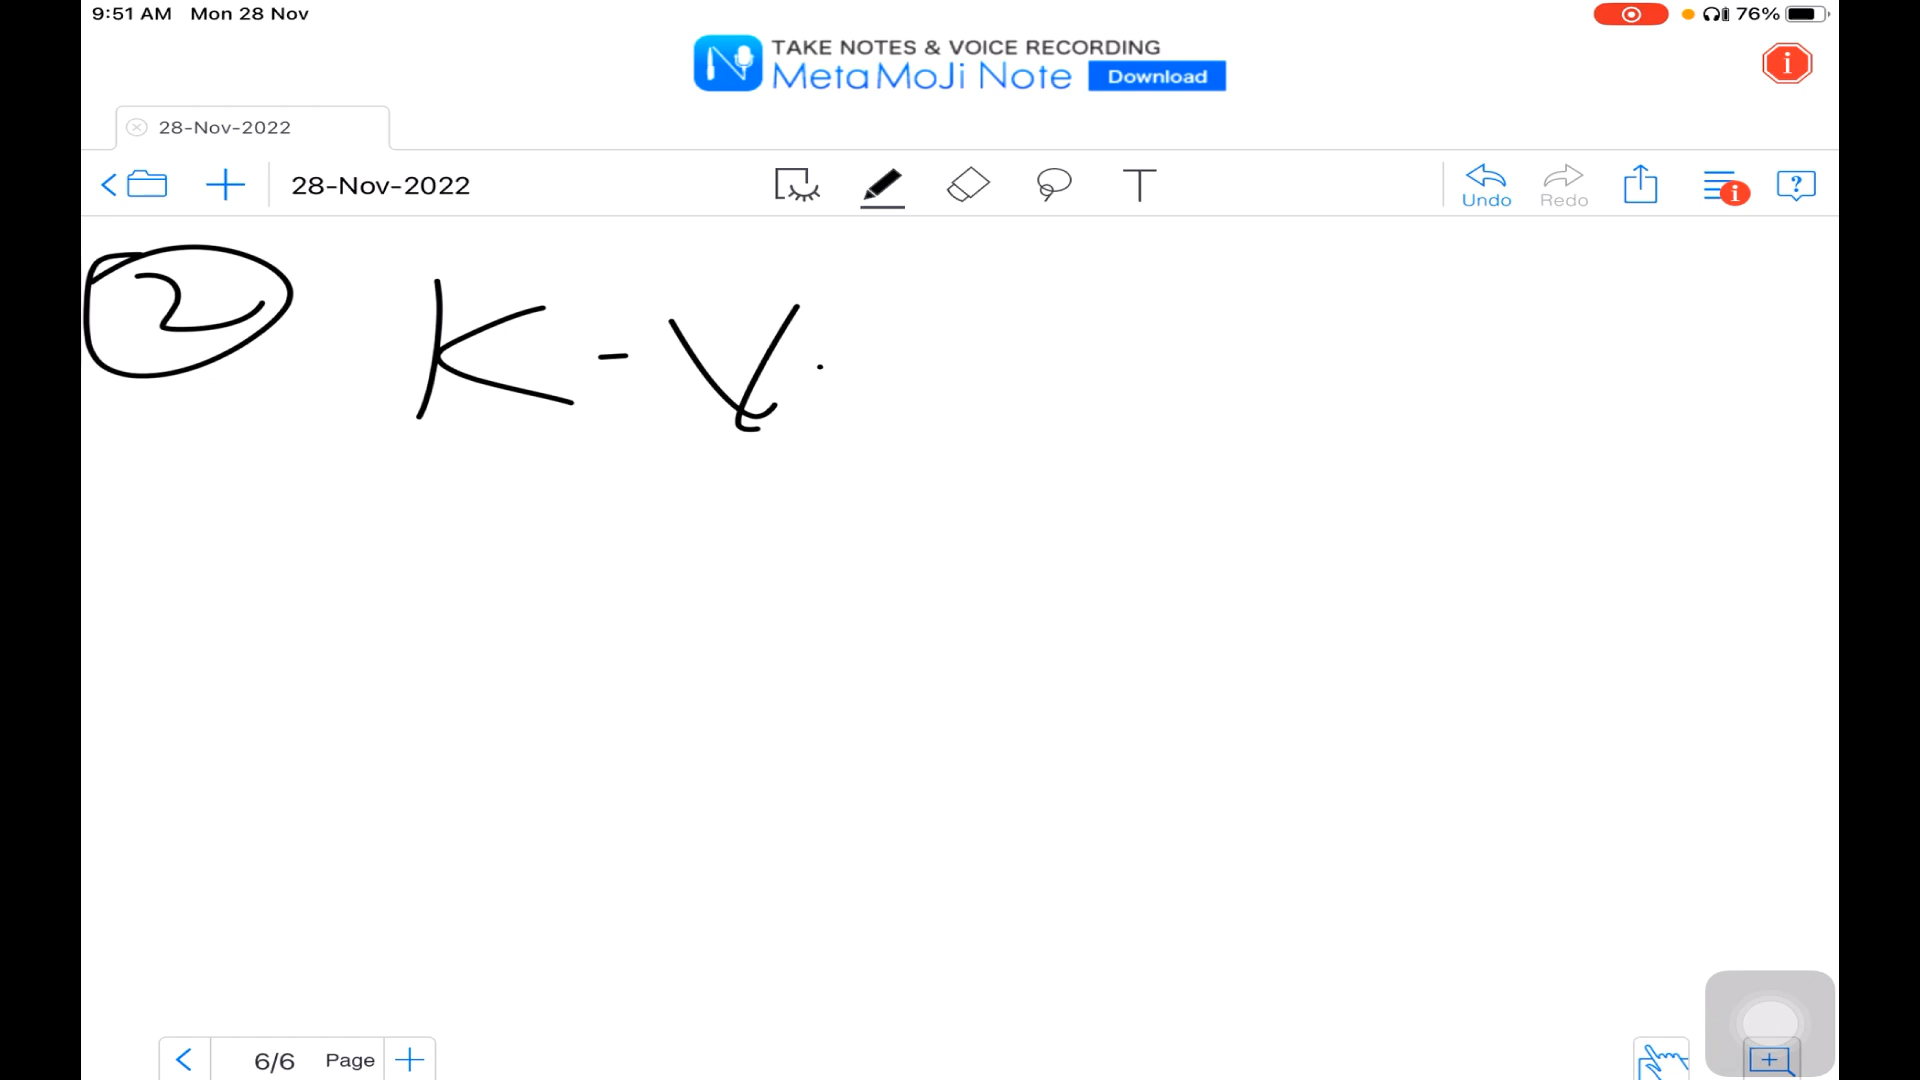 9:51 AM Mon 28 Nov
76%
TAKE NOTES & VOICE RECORDING
MetaMoJi Note Download
28-Nov-2022
28-Nov-2022
Undo
Redo
2 K-V.
6/6 Page